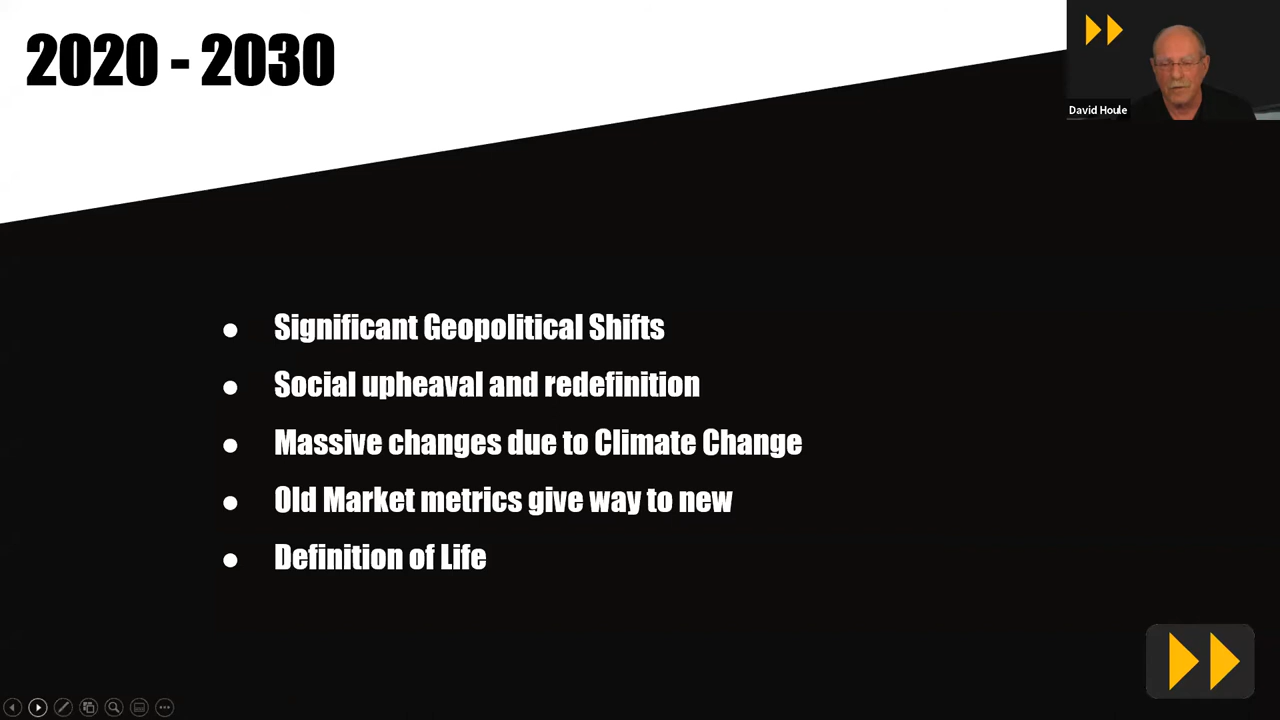 2020 - 2030
David Houle
Significant Geopolitical Shifts
Social upheaval and redefinition
Massive changes due to Climate Change
Old Market metrics give way to new
Definition of Life